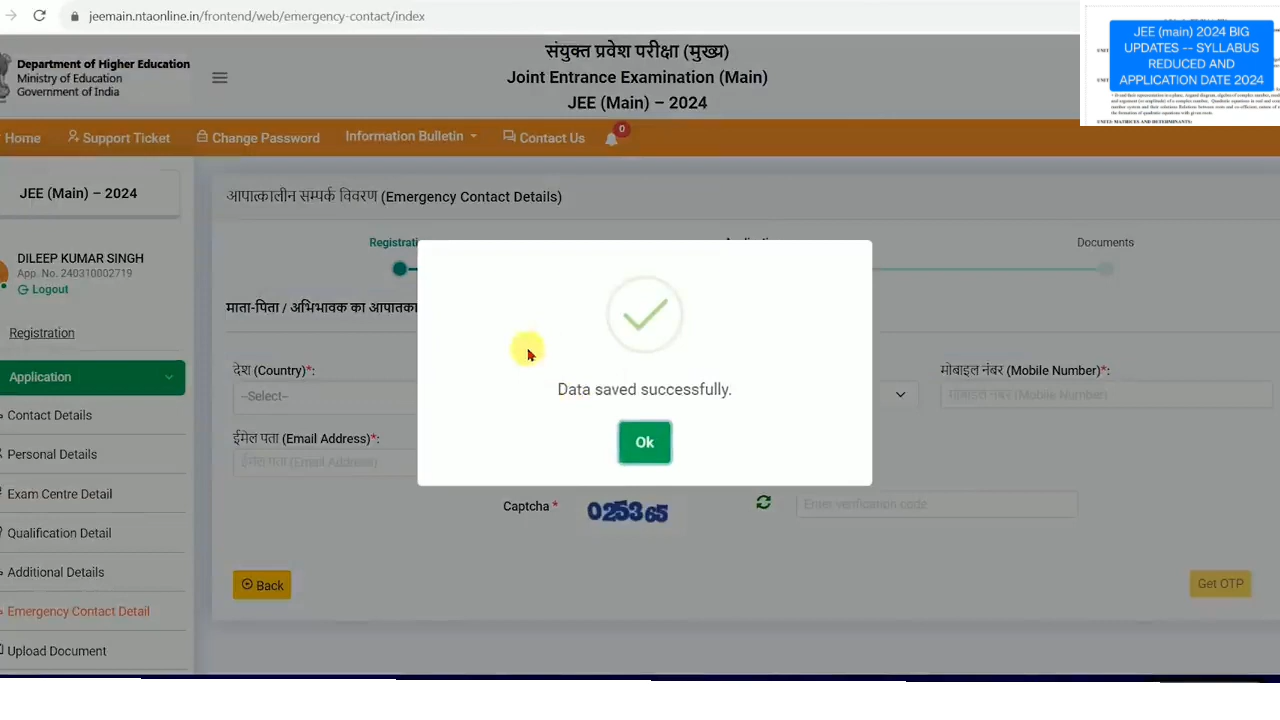 jeemain.ntaonline.in/frontend/web/emergency-contact/index
JEE (main) 2024 BIG
UPDATES -- SYLLABUS
REDUCED AND
APPLICATION DATE 2024
Department of Higher Education
Ministry of Education
Government of India
संयुक्त प्रवेश परीक्षा (मुख्य)
Joint Entrance Examination (Main)
JEE (Main) – 2024
Home Support Ticket Change Password Information Bulletin Contact Us 0
JEE (Main) – 2024
DILEEP KUMAR SINGH
App. No. 240310002719
Logout
Registration
Application
Contact Details
Personal Details
Exam Centre Detail
Qualification Detail
Additional Details
Emergency Contact Detail
Upload Document
आपात्कालीन सम्पर्क विवरण (Emergency Contact Details)
Documents
माता-पिता / अभिभावक का
देश (Country)*:
--Select--
मोबाइल नंबर (Mobile Number)*:
मोबाइल नंबर (Mobile Number)
ईमेल पता (Email Address)*:
ईमेल पता (Email Address)
Data saved successfully.
Ok
Captcha * 025365 Enter verification code
Back Get OTP